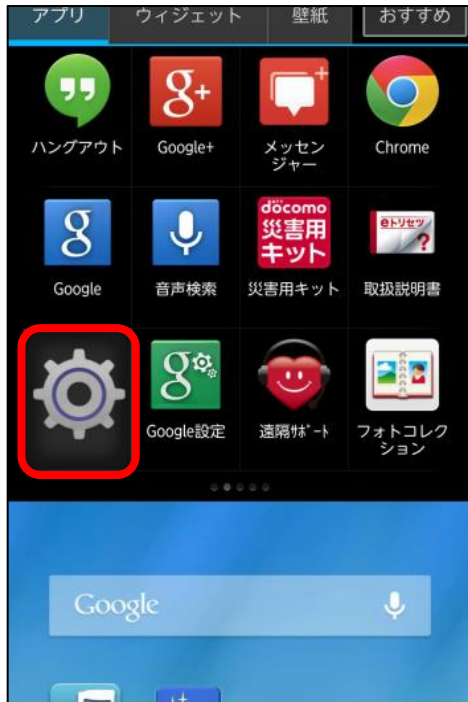 アプリ
ウィジェット
壁紙
おすすめ
g+
ハングアウト
Google+
メッセン
ジャー
Chrome
g
döcomo
災害用
キット
eトリセツ
?
Google
音声検索
災害用キット
取扱説明書
g
Google設定
遠隔ｻﾎﾟｰﾄ
フォトコレク
ション
Google